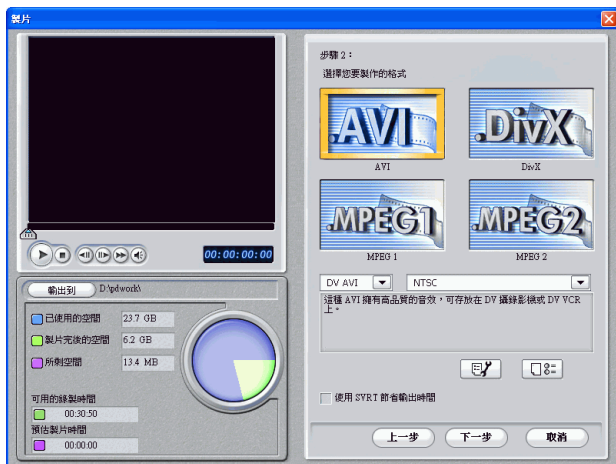 製片
00:00:00:00
輸出到 D:\pdwork\
已使用的空間 23.7 GB
製片完後的空間 6.2 GB
所剩空間 13.4 MB
可用的錄製時間
00:30:50
預估製片時間
00:00:00
步驟 2：
選擇您要製作的格式
.AVI
AVI
.DivX
DivX
.MPEG1
MPEG 1
.MPEG2
MPEG 2
DV AVI NTSC
這種 AVI 擁有高品質的音效，可存放在 DV 攝錄影機或 DV VCR
上。
使用 SVRT 節省輸出時間
上一步 下一步 取消